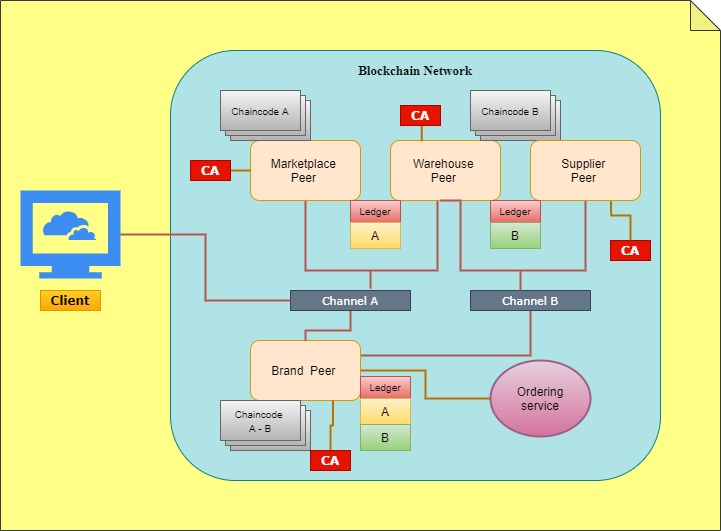 Blockchain Network
Chaincode A
CA
Chaincode B
CA
Marketplace
Peer
Warehouse
Peer
Supplier
Peer
Ledger
A
Ledger
B
CA
Client
Channel A
Channel B
Brand  Peer
Ledger
A
B
Ordering
service
Chaincode
A - B
CA